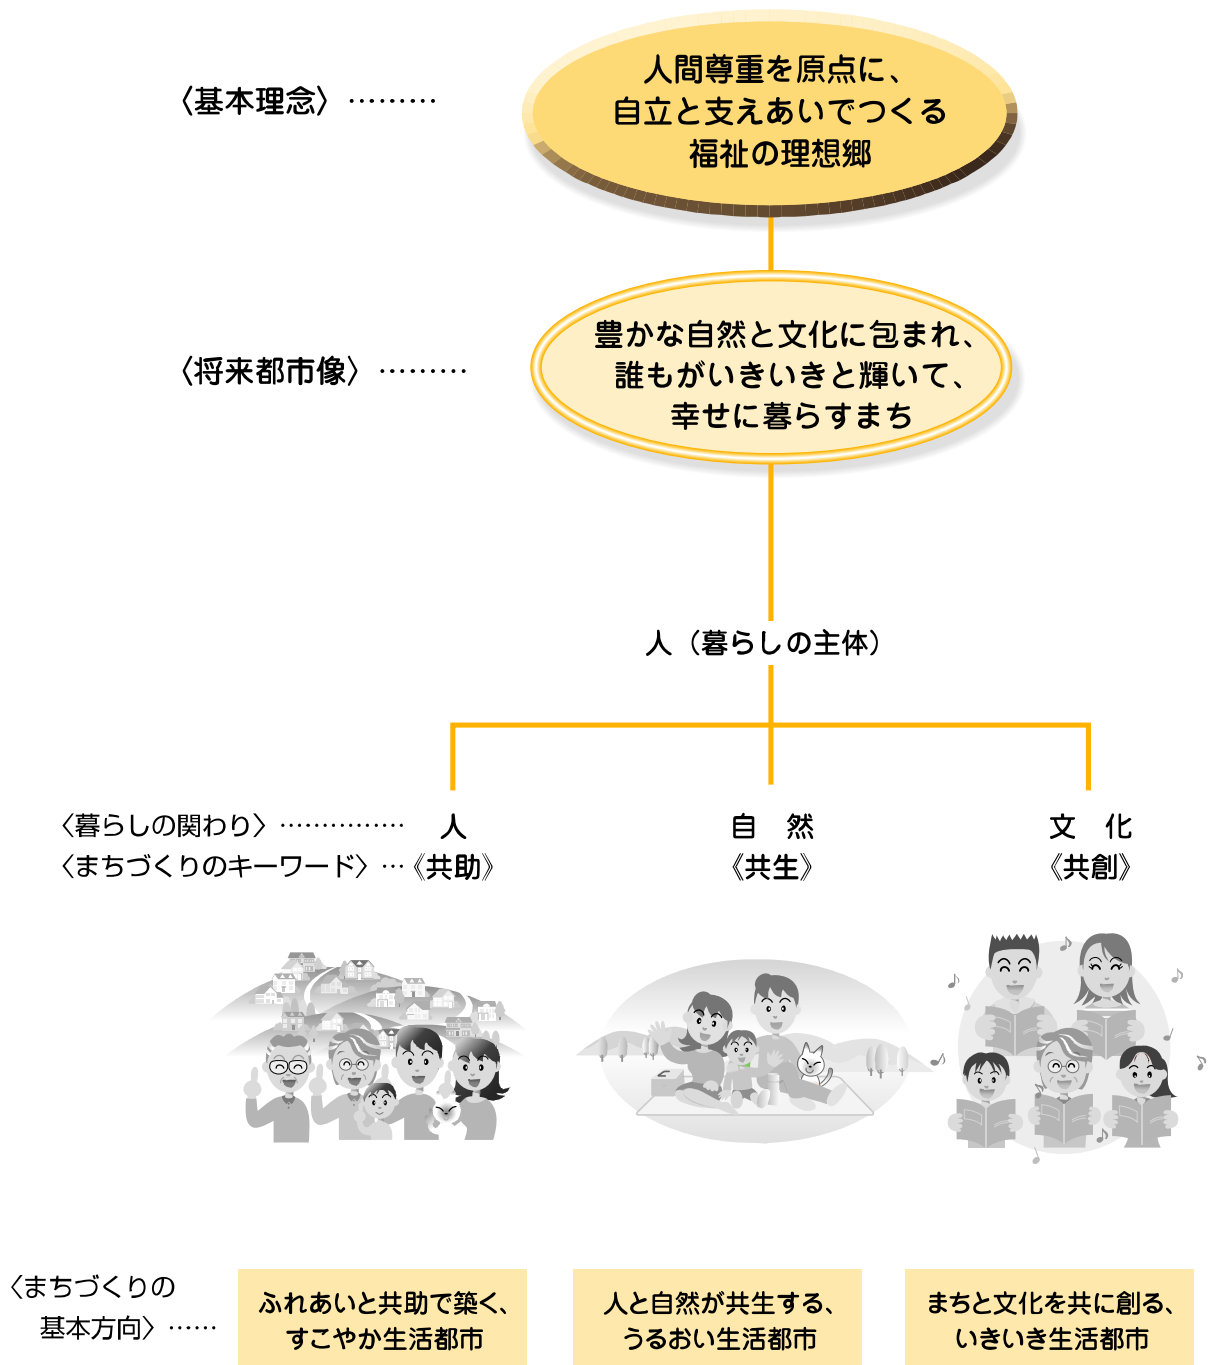 〈基本理念〉………
人間尊重を原点に、
自立と支えあいでつくる
福祉の理想郷
〈将来都市像〉………
豊かな自然と文化に包まれ、
誰もがいきいきと輝いて、
幸せに暮らすまち
人（暮らしの主体）
〈暮らしの関わり〉…………… 人 自　然 文　化
〈まちづくりのキーワード〉…《共助》 《共生》 《共創》
〈まちづくりの
基本方向〉……
ふれあいと共助で築く、
すこやか生活都市
人と自然が共生する、
うるおい生活都市
まちと文化を共に創る、
いきいき生活都市